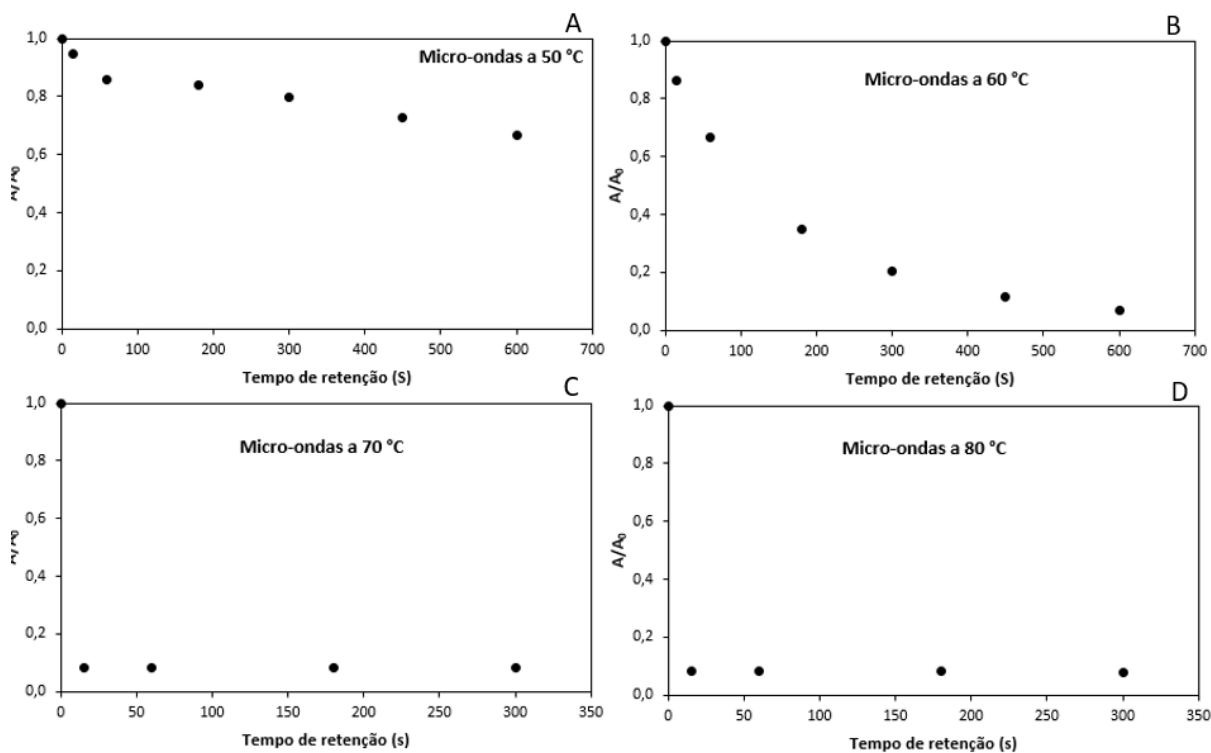 A
Micro-ondas a 50 °C
A/A₀
1,0
0,8
0,6
0,4
0,2
0,0
0 100 200 300 400 500 600 700
Tempo de retenção (S)
B
Micro-ondas a 60 °C
A/A₀
1,0
0,8
0,6
0,4
0,2
0,0
0 100 200 300 400 500 600 700
Tempo de retenção (S)
C
Micro-ondas a 70 °C
A/A₀
1,0
0,8
0,6
0,4
0,2
0,0
0 50 100 150 200 250 300 350
Tempo de retenção (s)
D
Micro-ondas a 80 °C
A/A₀
1,0
0,8
0,6
0,4
0,2
0,0
0 50 100 150 200 250 300 350
Tempo de retenção (s)